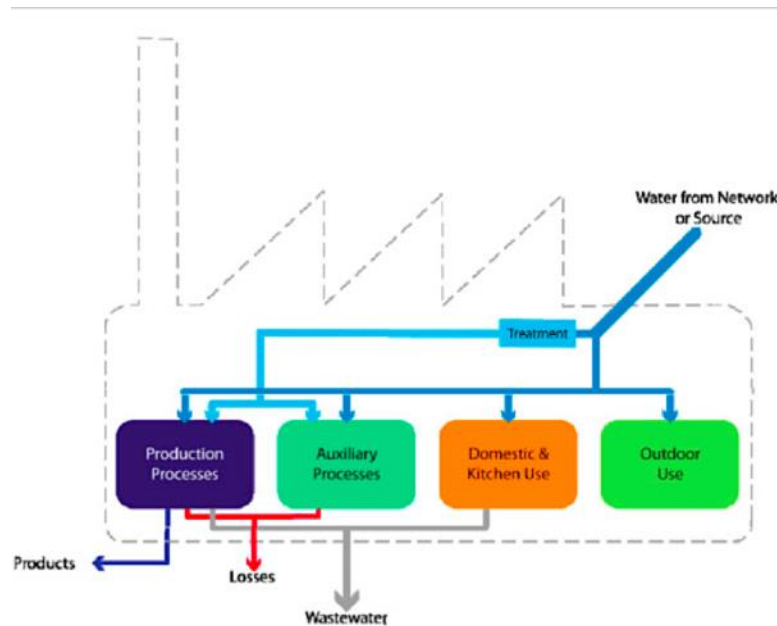 Water from Network
or Source
Treatment
Production
Processes
Auxiliary
Processes
Domestic &
Kitchen Use
Outdoor
Use
Products
Losses
Wastewater